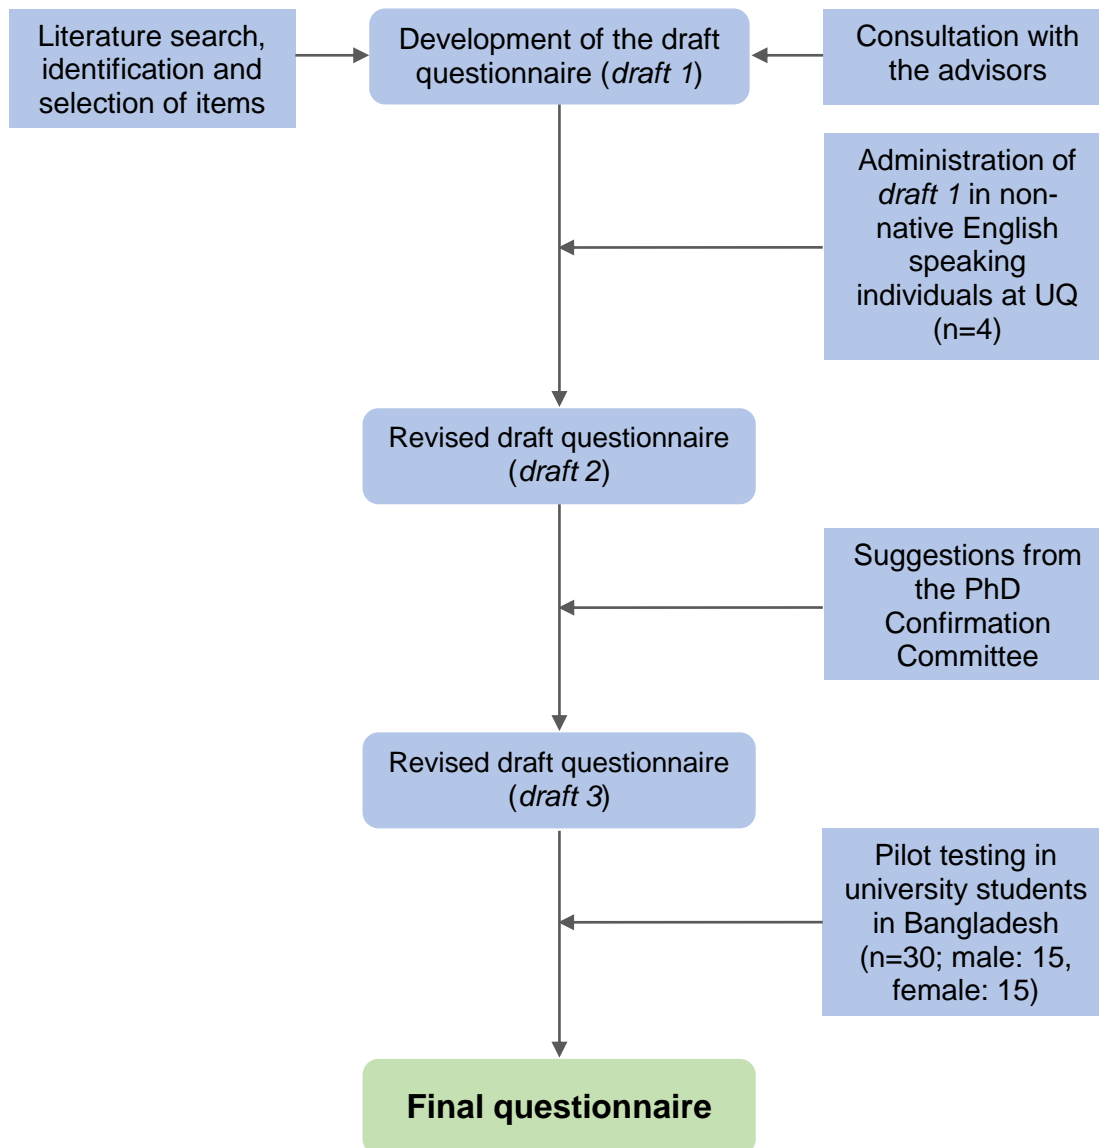 Literature search,
identification and
selection of items
Development of the draft
questionnaire (draft 1)
Consultation with
the advisors
Administration of
draft 1 in non-
native English
speaking
individuals at UQ
(n=4)
Revised draft questionnaire
(draft 2)
Suggestions from
the PhD
Confirmation
Committee
Revised draft questionnaire
(draft 3)
Pilot testing in
university students
in Bangladesh
(n=30; male: 15,
female: 15)
Final questionnaire